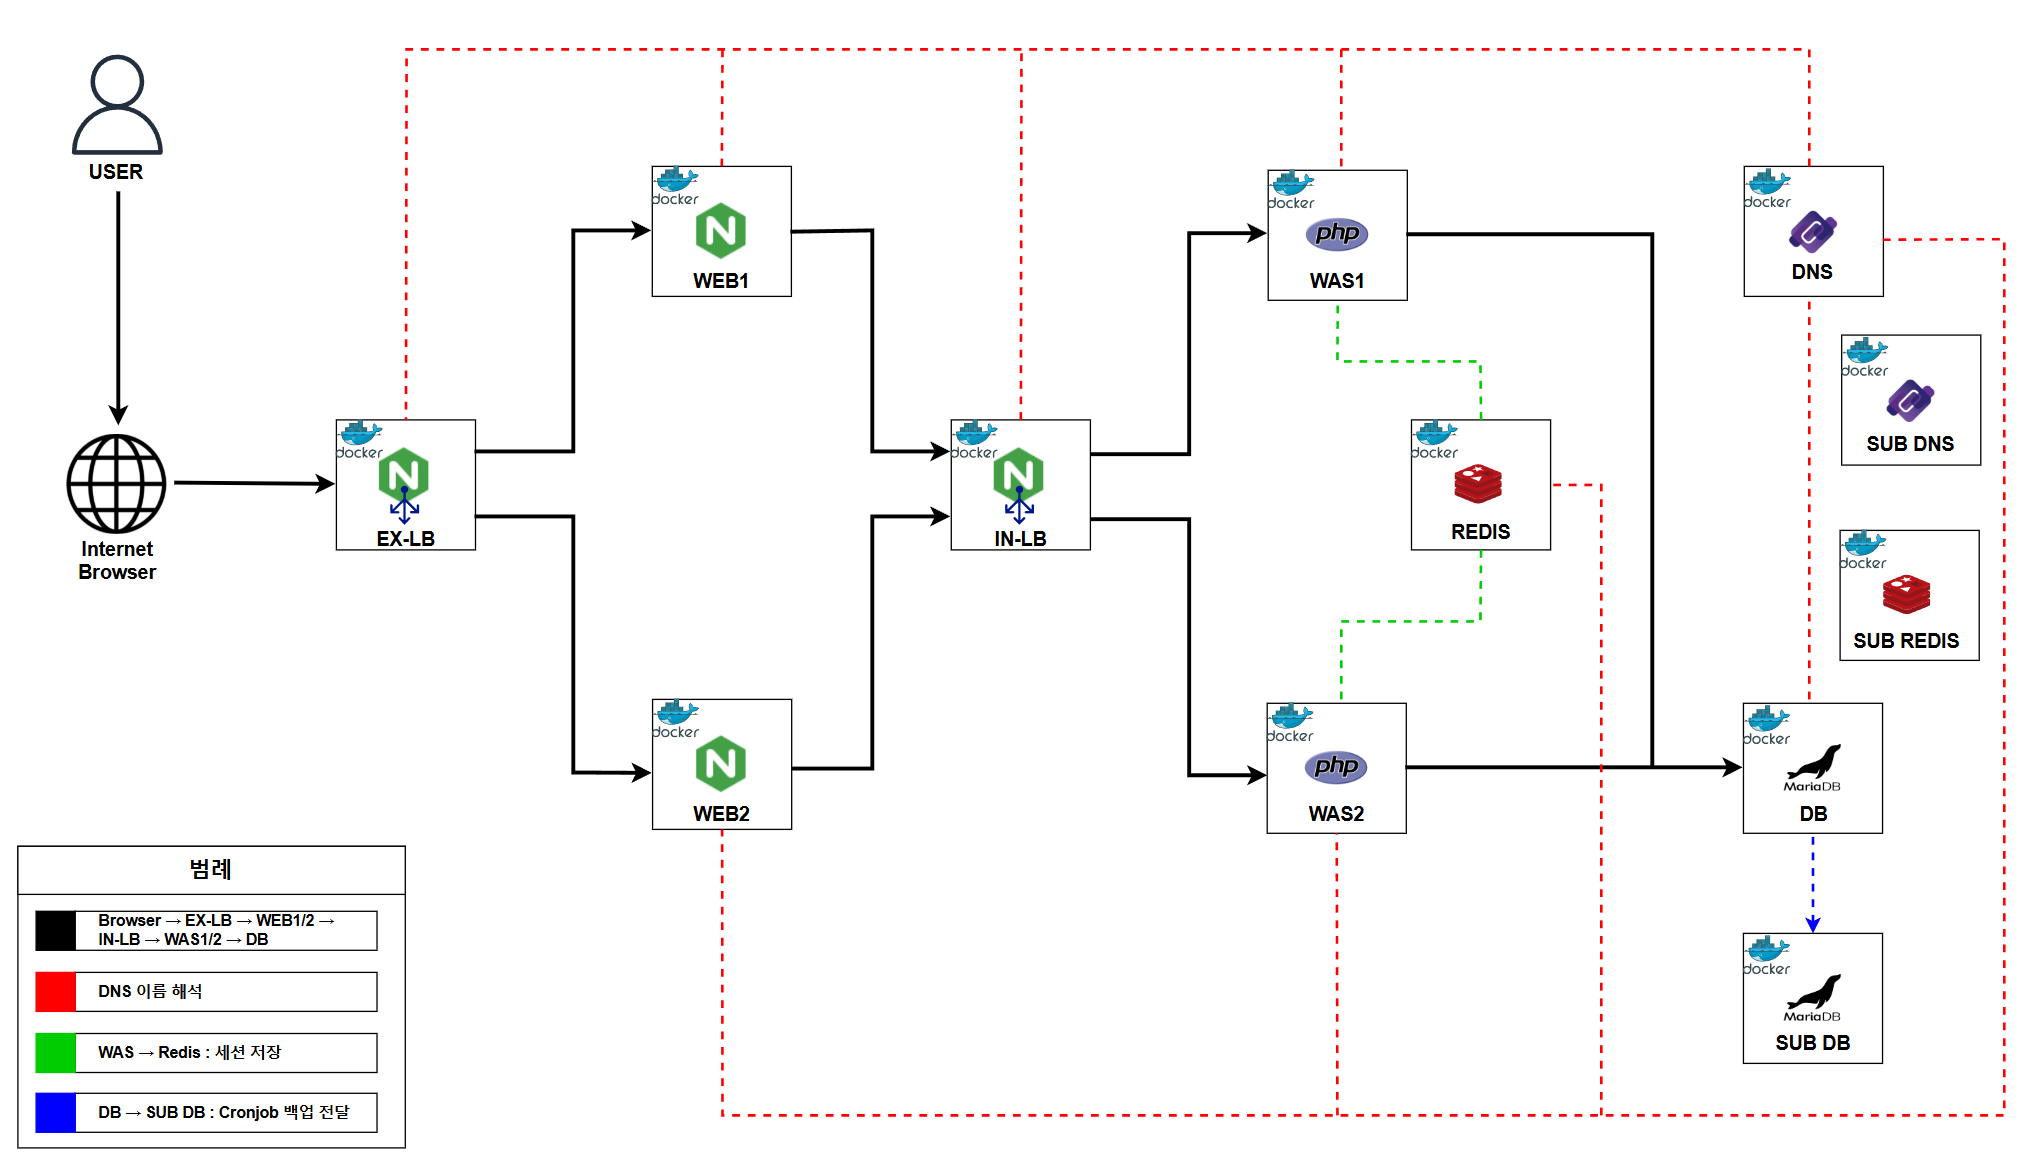 USER
Internet
Browser
docker
EX-LB
docker
WEB1
docker
WEB2
docker
IN-LB
docker
php
WAS1
docker
REDIS
docker
php
WAS2
docker
DNS
docker
SUB DNS
docker
SUB REDIS
docker
MariaDB
DB
docker
MariaDB
SUB DB
범례
Browser → EX-LB → WEB1/2 →
IN-LB → WAS1/2 → DB
DNS 이름 해석
WAS → Redis : 세션 저장
DB → SUB DB : Cronjob 백업 전달